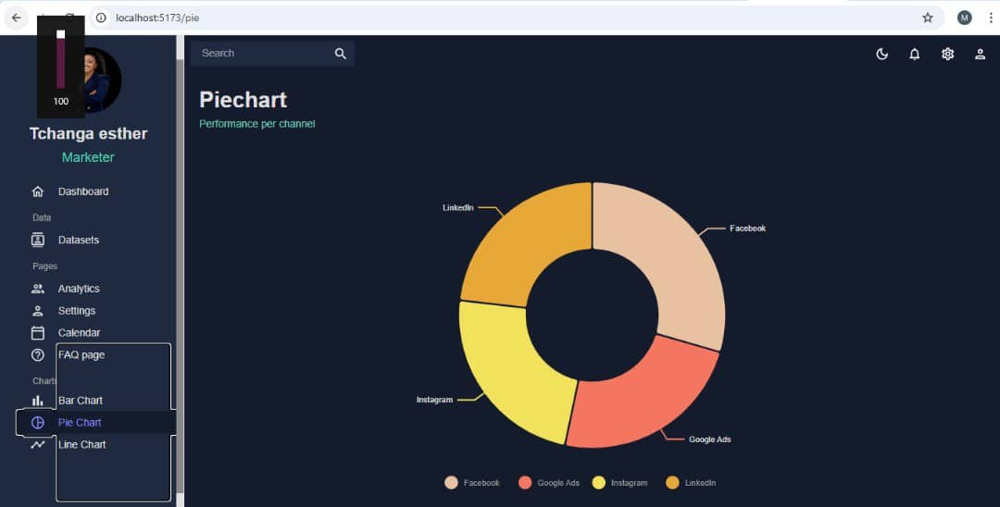 localhost:5173/pie
M
100
Tchanga esther
Marketer
Dashboard
Data
Datasets
Pages
Analytics
Settings
Calendar
FAQ page
Charts
Bar Chart
Pie Chart
Line Chart
Search
Piechart
Performance per channel
LinkedIn
Facebook
Instagram
Google Ads
Facebook Google Ads Instagram LinkedIn